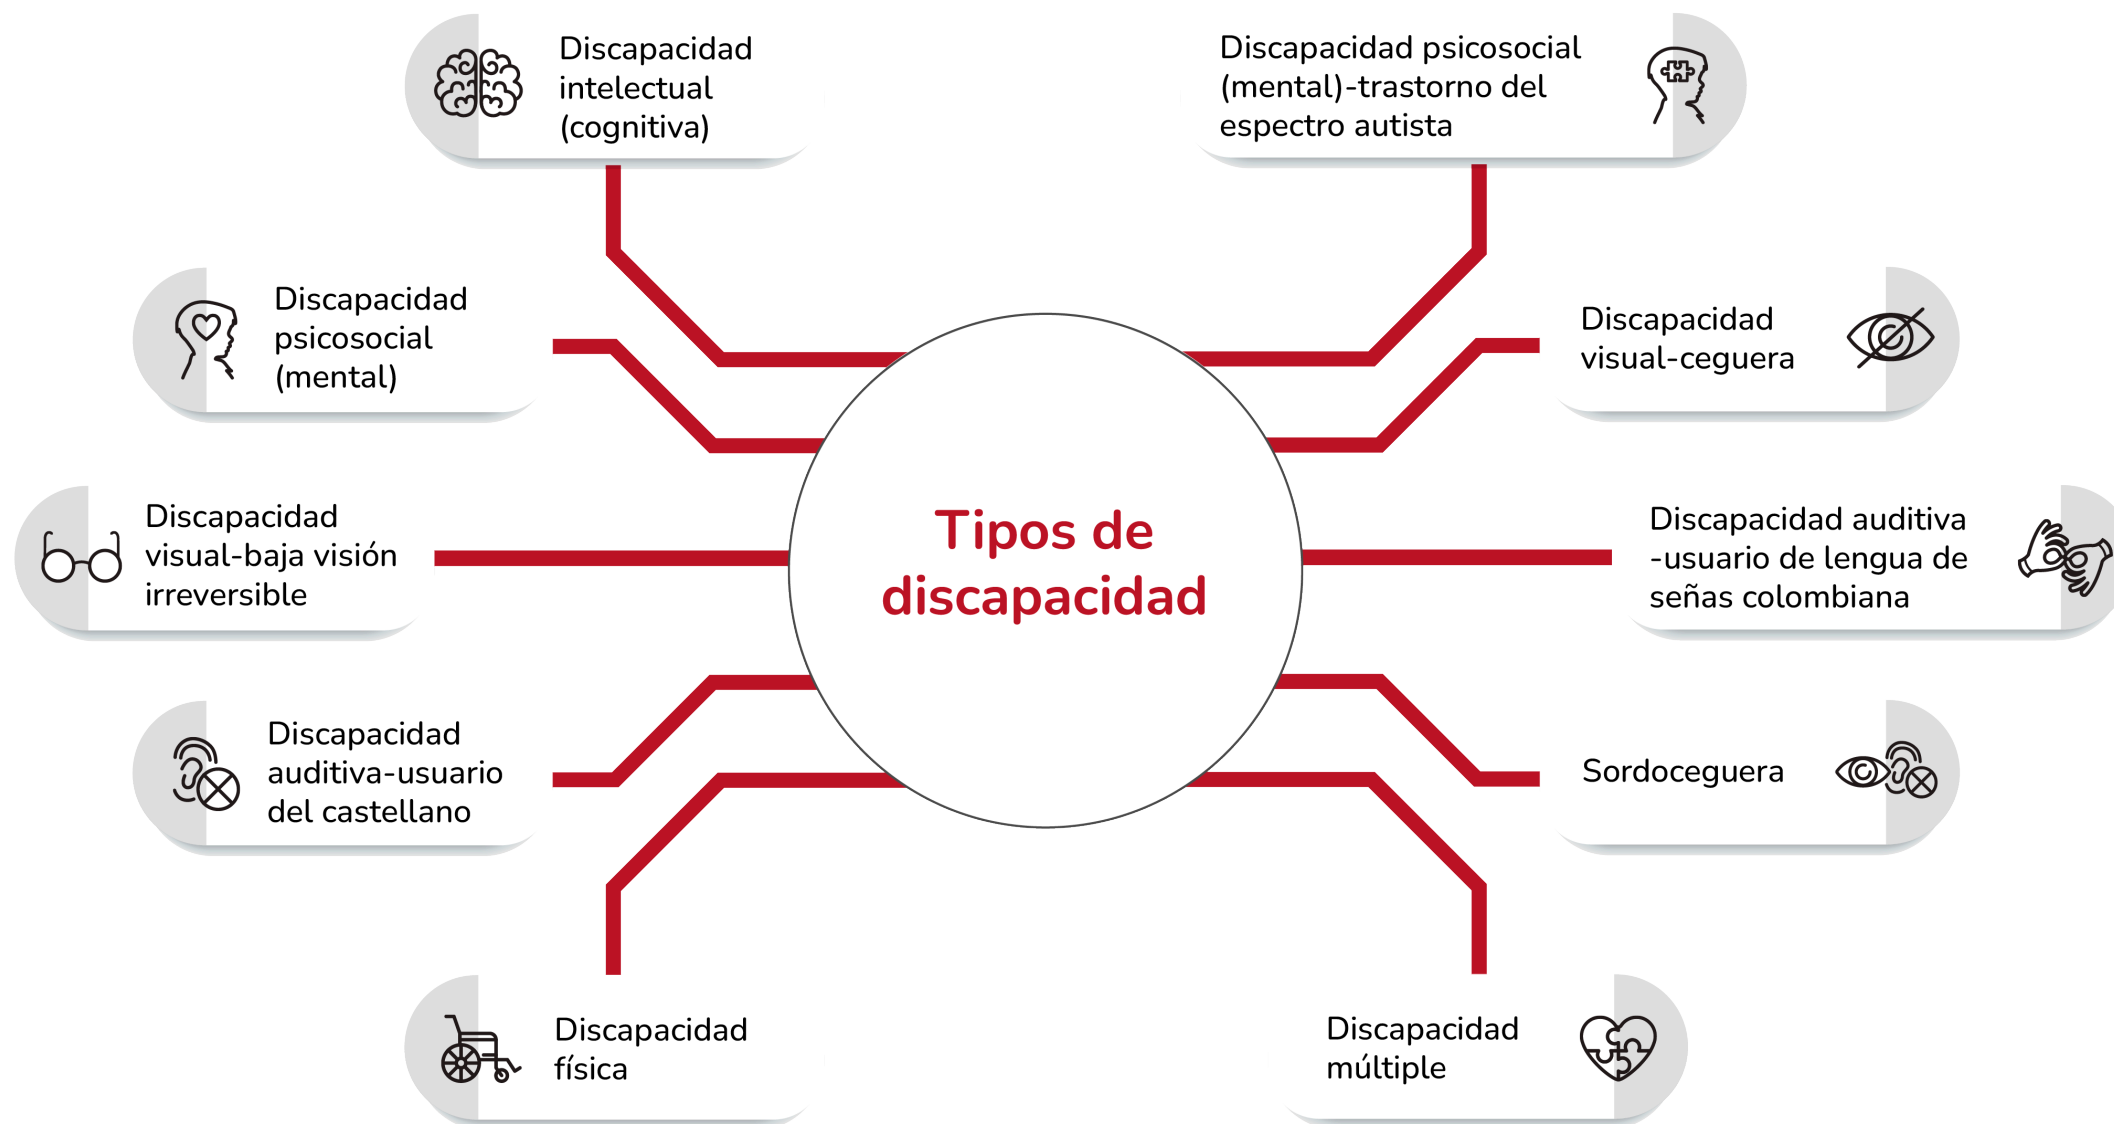 Discapacidad
intelectual
(cognitiva)
Discapacidad psicosocial
(mental)-trastorno del
espectro autista
Discapacidad
psicosocial
(mental)
Discapacidad
visual-ceguera
Discapacidad
visual-baja visión
irreversible
Tipos de
discapacidad
Discapacidad auditiva
-usuario de lengua de
señas colombiana
Discapacidad
auditiva-usuario
del castellano
Sordoceguera
Discapacidad
física
Discapacidad
múltiple